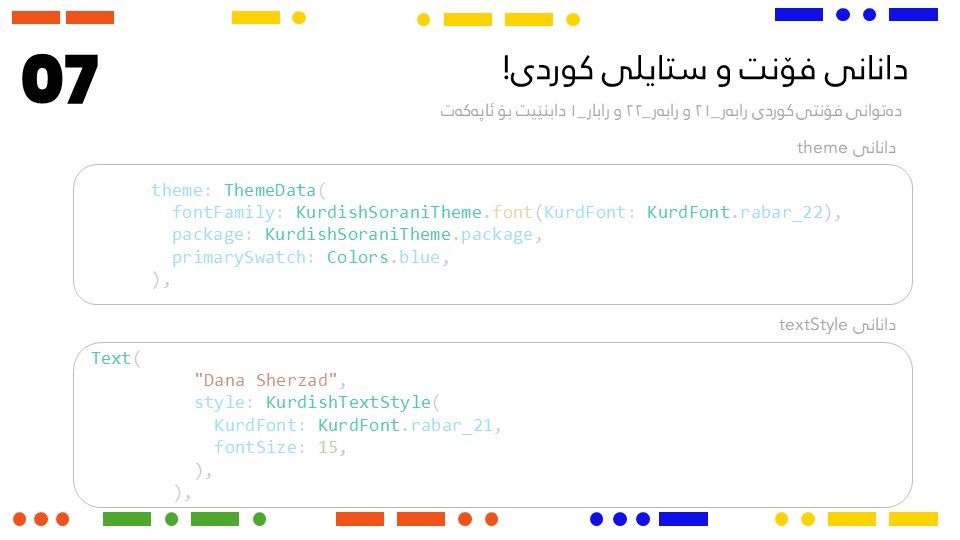 07
دانانی فۆنت و ستایلی کوردی!
دەتوانی فۆنتی کوردی رابەر_٢١ و رابەر_٢٢ و رابار_١ دابنێیت بۆ ئاپەکەت
دانانی theme
theme: ThemeData(
fontFamily: KurdishSoraniTheme.font(KurdFont: KurdFont.rabar_22),
package: KurdishSoraniTheme.package,
primarySwatch: Colors.blue,
),
دانانی textStyle
Text(
"Dana Sherzad",
style: KurdishTextStyle(
KurdFont: KurdFont.rabar_21,
fontSize: 15,
),
),